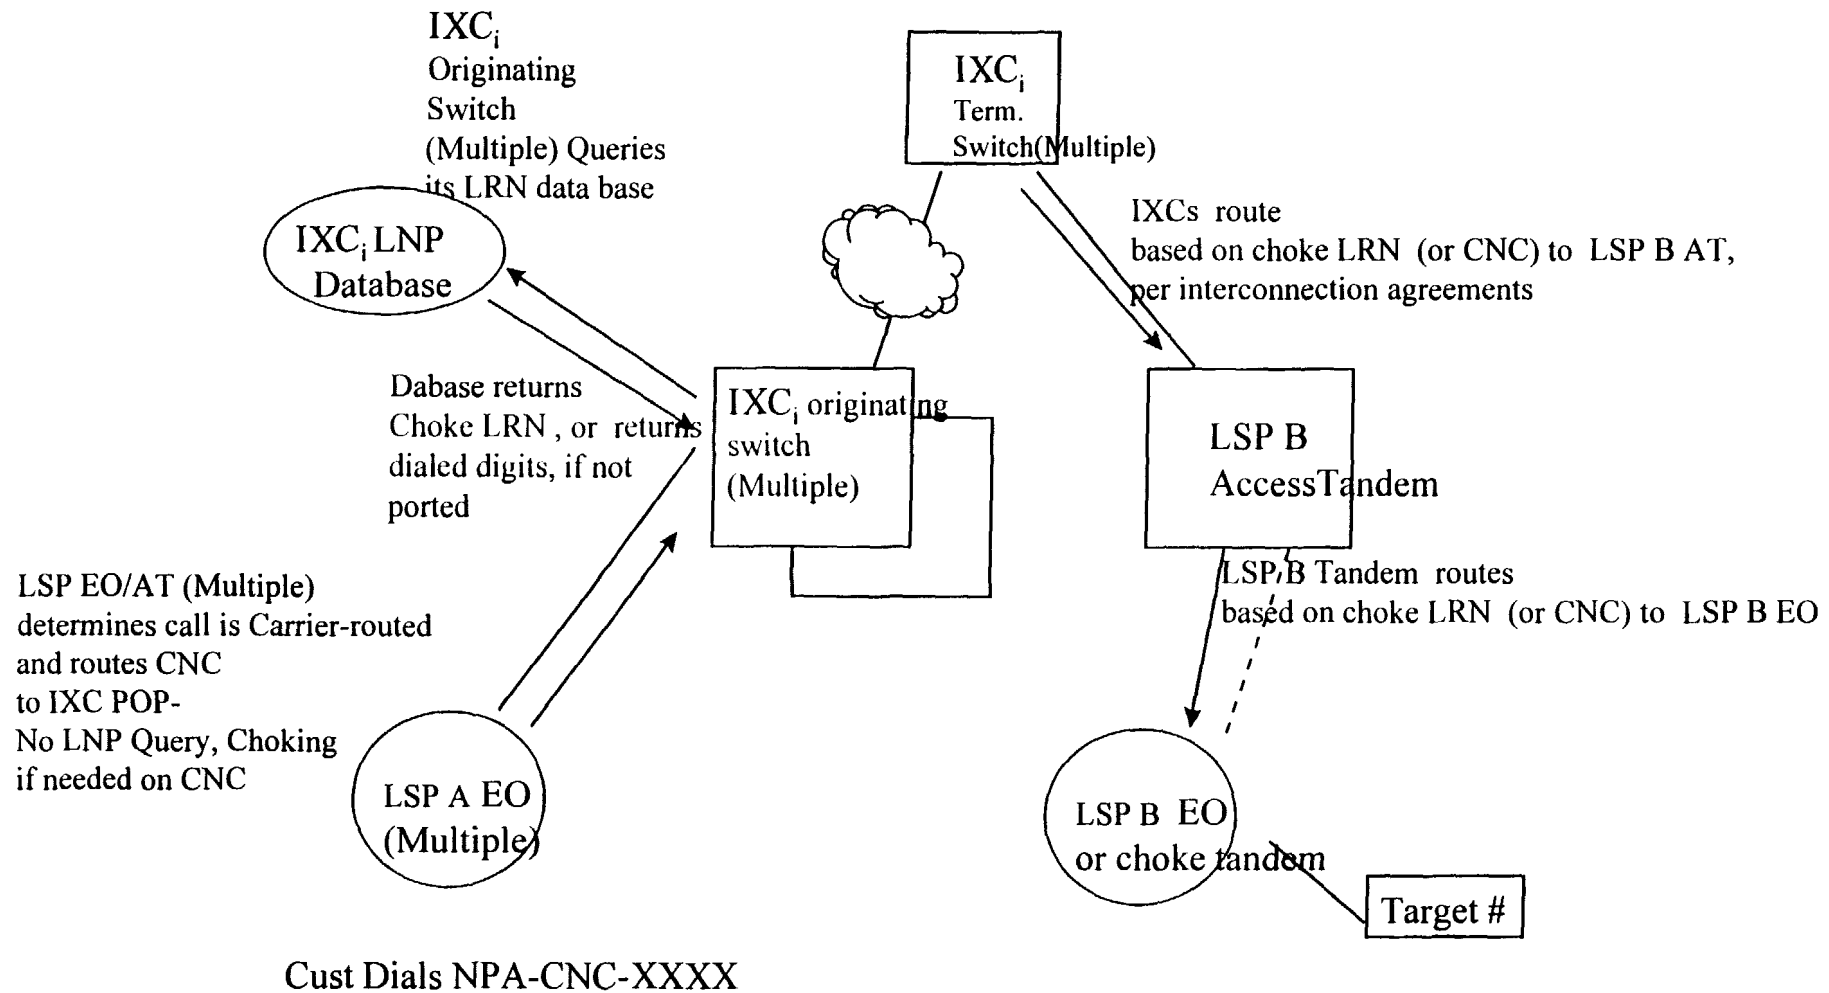 IXCi
Originating
Switch
(Multiple) Queries
its LRN data base
IXCi LNP
Database
IXCi
Term.
Switch(Multiple)
IXCs route
based on choke LRN (or CNC) to LSP B AT,
per interconnection agreements
Dabase returns
Choke LRN , or returns
dialed digits, if not
ported
IXCi originating
switch
(Multiple)
LSP B
AccessTandem
LSP EO/AT (Multiple)
determines call is Carrier-routed
and routes CNC
to IXC POP-
No LNP Query, Choking
if needed on CNC
LSP B Tandem routes
based on choke LRN (or CNC) to LSP B EO
LSP A EO
(Multiple)
LSP B EO
or choke tandem
Target #
Cust Dials NPA-CNC-XXXX